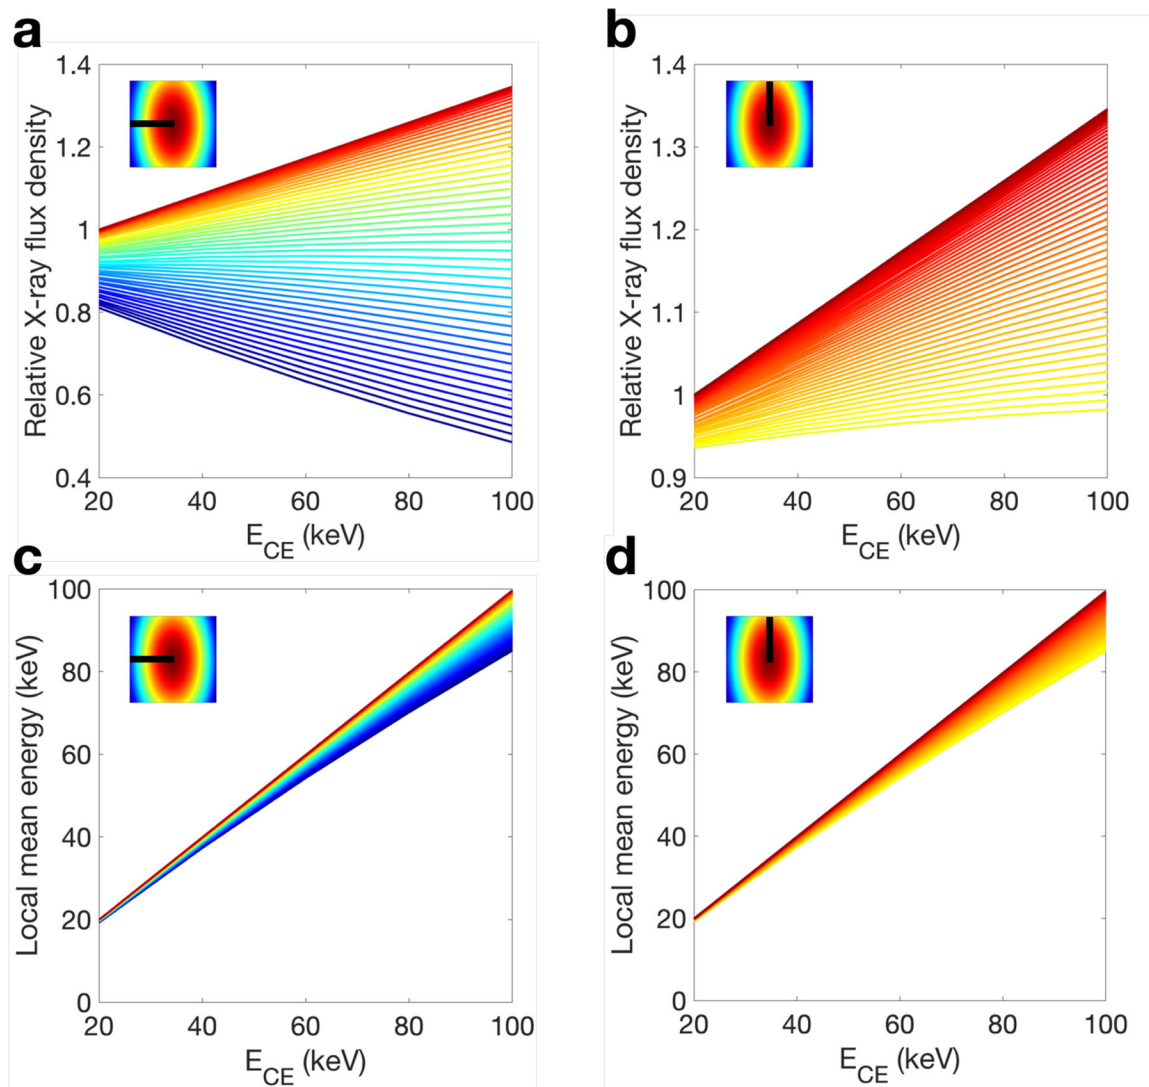 a
b
1.4
1.2
1
0.8
0.6
0.4
Relative X-ray flux density
20 40 60 80 100
E_CE (keV)
1.4
1.3
1.2
1.1
1
0.9
Relative X-ray flux density
20 40 60 80 100
E_CE (keV)
c
d
100
80
60
40
20
0
Local mean energy (keV)
20 40 60 80 100
E_CE (keV)
100
80
60
40
20
0
Local mean energy (keV)
20 40 60 80 100
E_CE (keV)